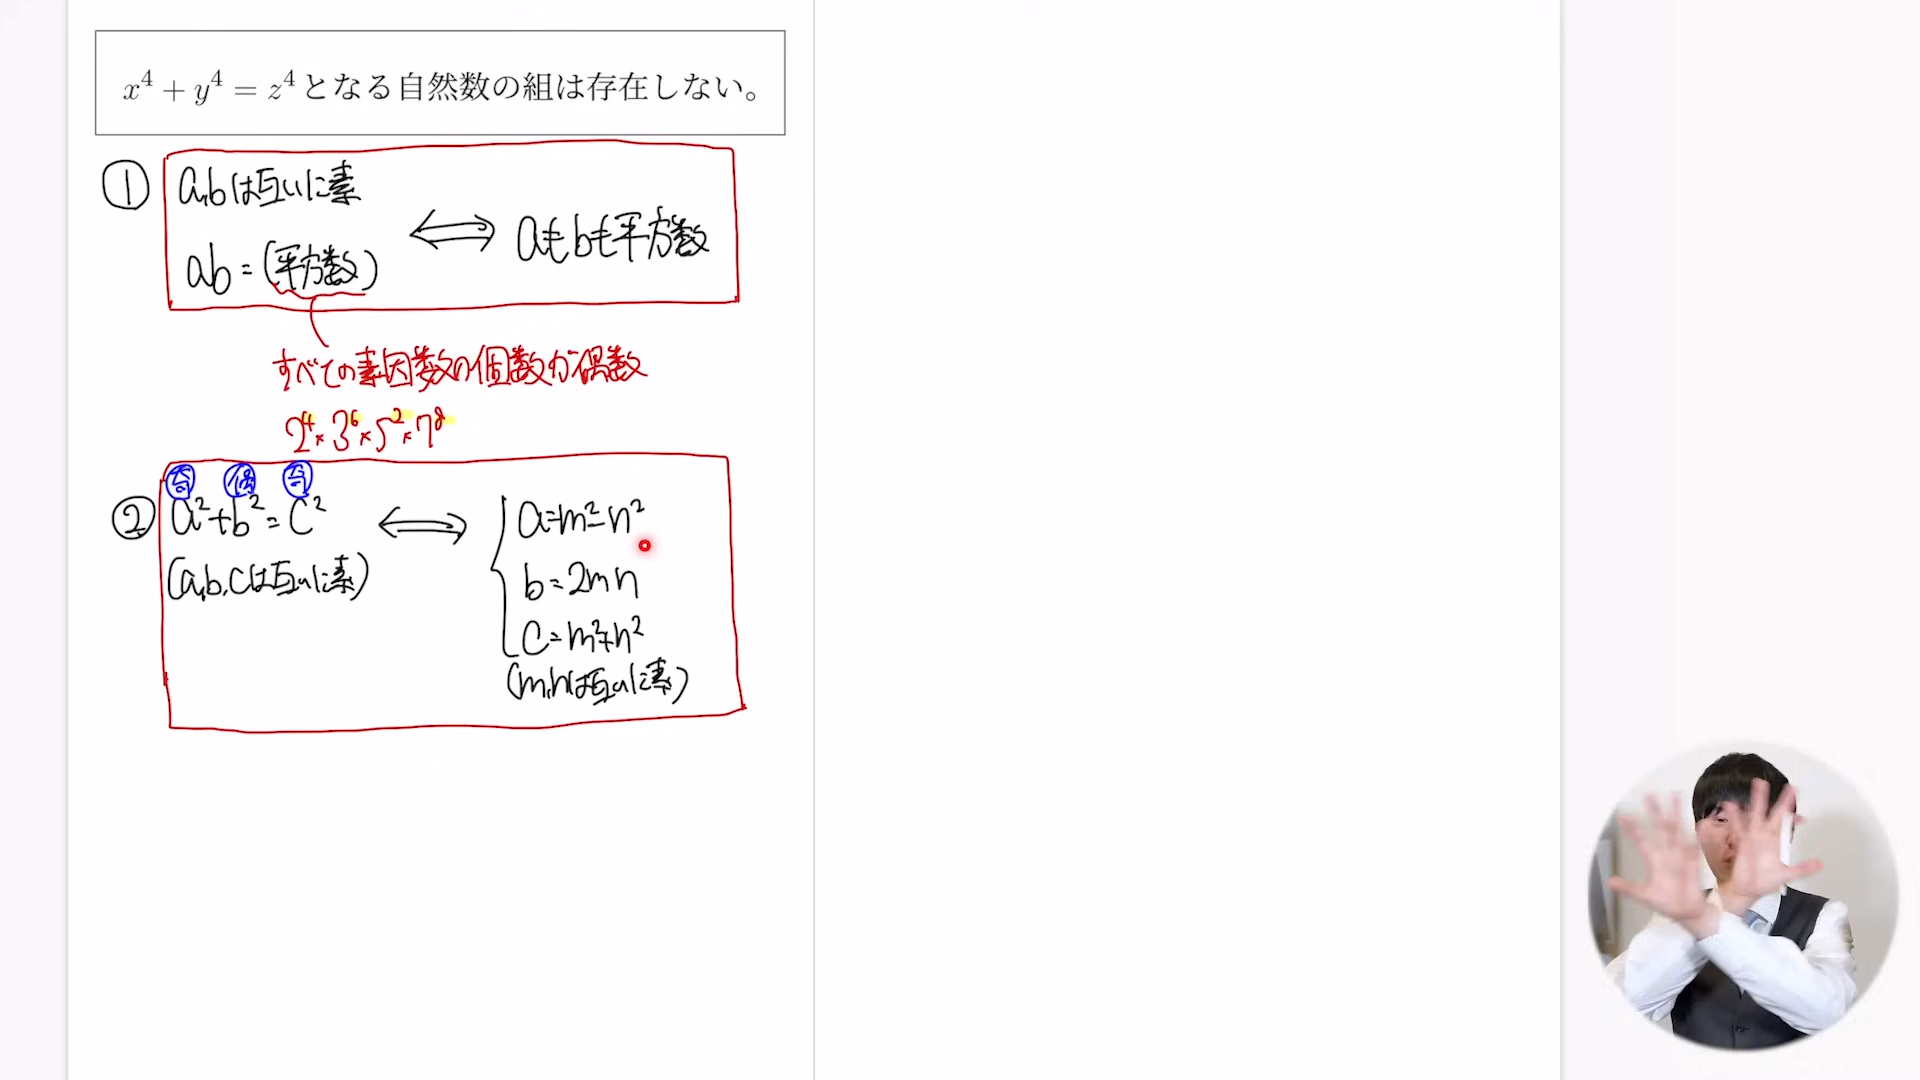 x⁴ + y⁴ = z⁴ となる自然数の組は存在しない。
① a,bは互いに素
ab=(平方数) ⟺ aもbも平方数
すべての素因数の個数が偶数
2⁴×3⁶×5²×7⁸
奇 偶 奇
② a²+b²=c² ⟺ { a=m²-n²
(a,b,cは互いに素)
b=2mn
c=m²+n²
(m,nは互いに素)